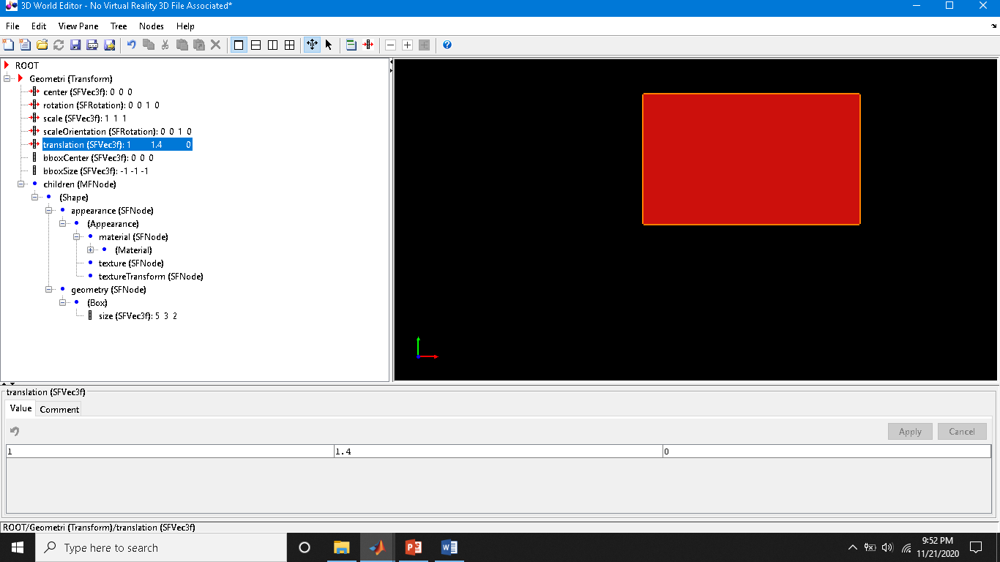 3D World Editor - No Virtual Reality 3D File Associated*
File Edit View Pane Tree Nodes Help
ROOT
Geometri (Transform)
center (SFVec3f): 0 0 0
rotation (SFRotation): 0 0 1 0
scale (SFVec3f): 1 1 1
scaleOrientation (SFRotation): 0 0 1 0
translation (SFVec3f): 1 1.4 0
bboxCenter (SFVec3f): 0 0 0
bboxSize (SFVec3f): -1 -1 -1
children (MFNode)
(Shape)
appearance (SFNode)
(Appearance)
material (SFNode)
(Material)
texture (SFNode)
textureTransform (SFNode)
geometry (SFNode)
(Box)
size (SFVec3f): 5 3 2
translation (SFVec3f)
Value Comment
Apply Cancel
1 1.4 0
ROOT/Geometri (Transform)/translation (SFVec3f)
Type here to search
9:52 PM
11/21/2020